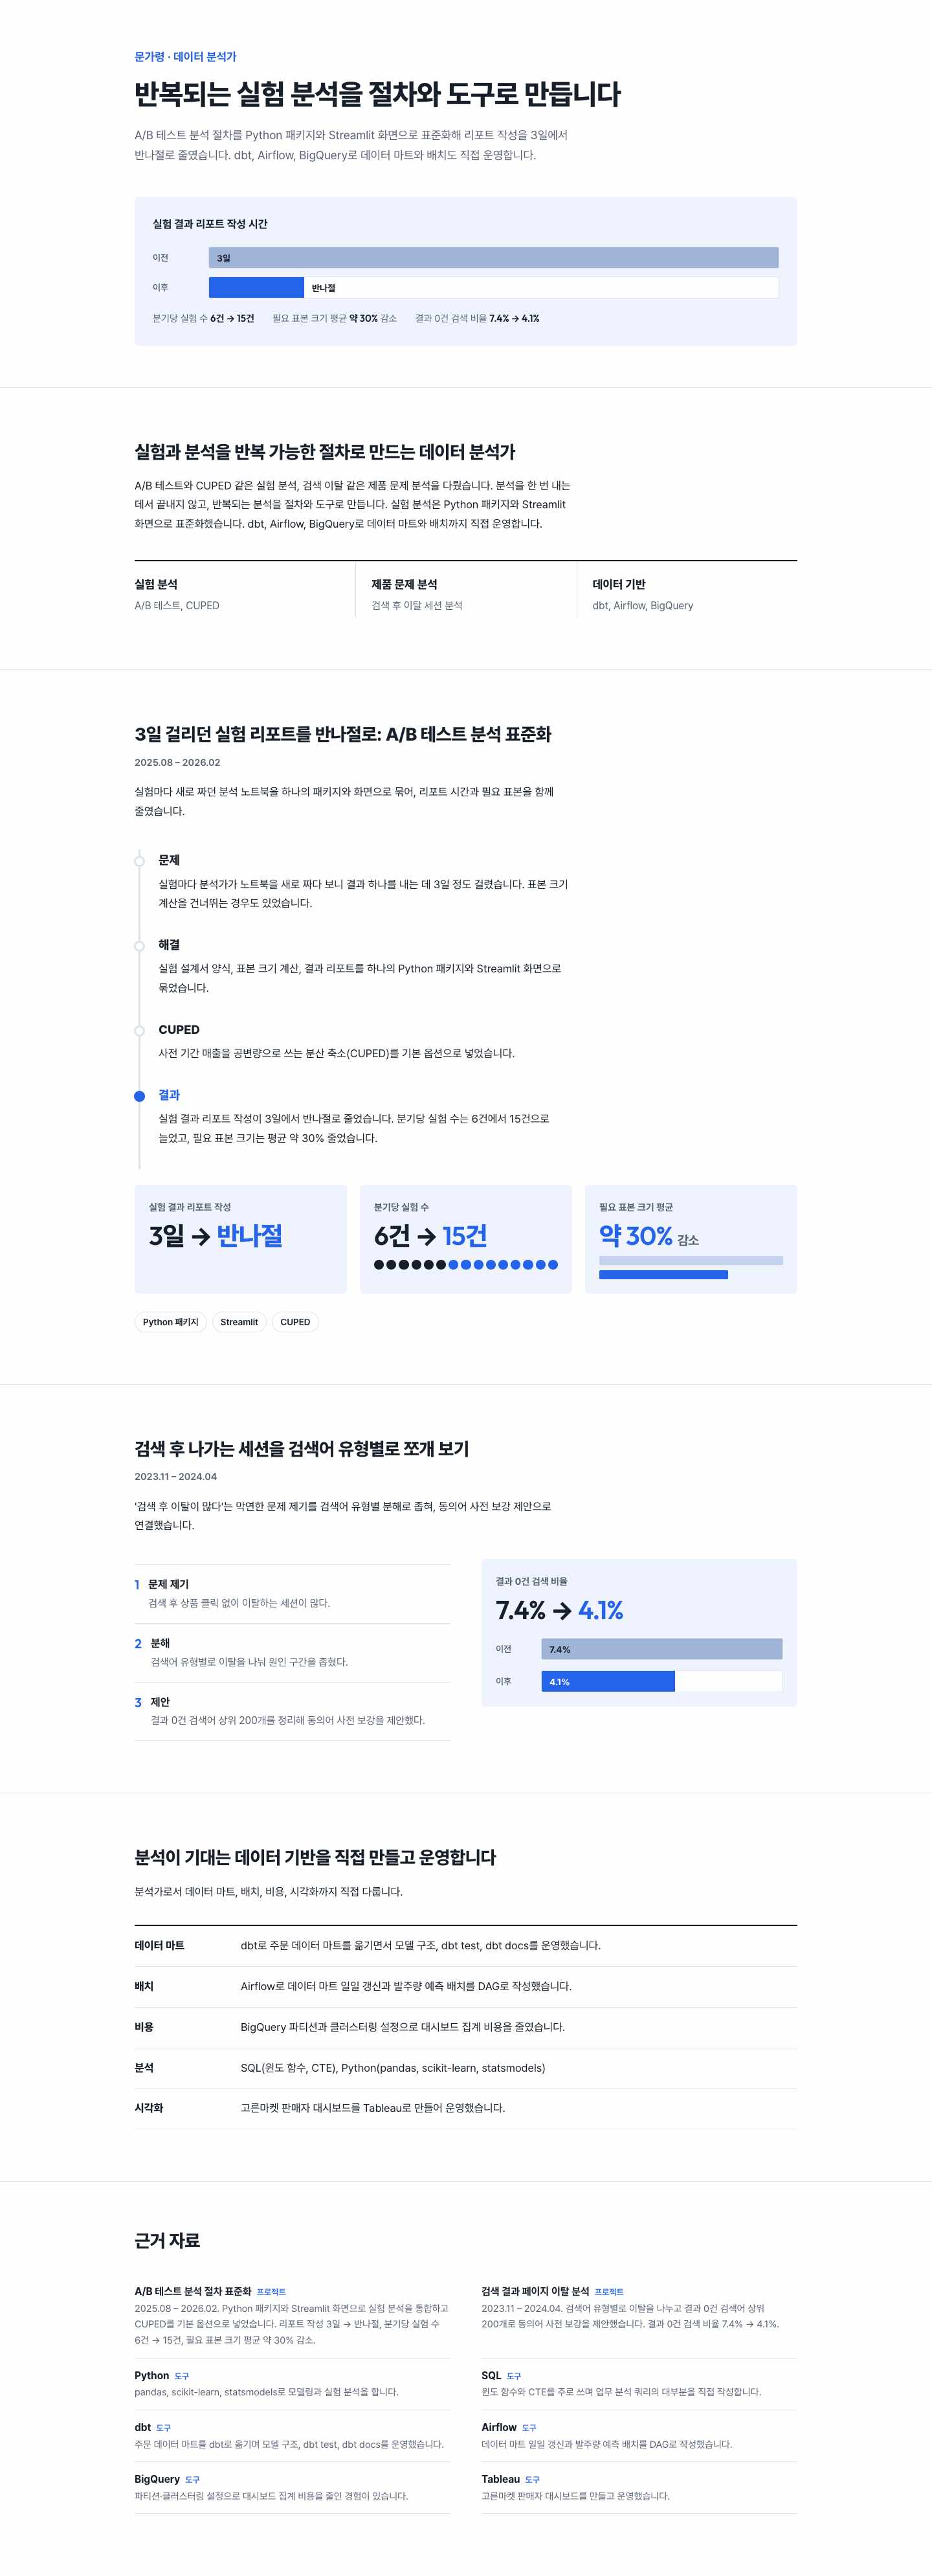 문가령 · 데이터 분석가
반복되는 실험 분석을 절차와 도구로 만듭니다
A/B 테스트 분석 절차를 Python 패키지와 Streamlit 화면으로 표준화해 리포트 작성을 3일에서
반나절로 줄였습니다. dbt, Airflow, BigQuery로 데이터 마트와 배치도 직접 운영합니다.
실험 결과 리포트 작성 시간
이전
3일
이후
반나절
분기당 실험 수 6건 → 15건 필요 표본 크기 평균 약 30% 감소 결과 0건 검색 비율 7.4% → 4.1%
실험과 분석을 반복 가능한 절차로 만드는 데이터 분석가
A/B 테스트와 CUPED 같은 실험 분석, 검색 이탈 같은 제품 문제 분석을 다뤘습니다. 분석을 한 번 내는
데서 끝내지 않고, 반복되는 분석을 절차와 도구로 만듭니다. 실험 분석은 Python 패키지와 Streamlit
화면으로 표준화했습니다. dbt, Airflow, BigQuery로 데이터 마트와 배치까지 직접 운영합니다.
실험 분석
A/B 테스트, CUPED
제품 문제 분석
검색 후 이탈 세션 분석
데이터 기반
dbt, Airflow, BigQuery
3일 걸리던 실험 리포트를 반나절로: A/B 테스트 분석 표준화
2025.08 – 2026.02
실험마다 새로 짜던 분석 노트북을 하나의 패키지와 화면으로 묶어, 리포트 시간과 필요 표본을 함께
줄였습니다.
문제
실험마다 분석가가 노트북을 새로 짜다 보니 결과 하나를 내는 데 3일 정도 걸렸습니다. 표본 크기
계산을 건너뛰는 경우도 있었습니다.
해결
실험 설계서 양식, 표본 크기 계산, 결과 리포트를 하나의 Python 패키지와 Streamlit 화면으로
묶었습니다.
CUPED
사전 기간 매출을 공변량으로 쓰는 분산 축소(CUPED)를 기본 옵션으로 넣었습니다.
결과
실험 결과 리포트 작성이 3일에서 반나절로 줄었습니다. 분기당 실험 수는 6건에서 15건으로
늘었고, 필요 표본 크기는 평균 약 30% 줄었습니다.
실험 결과 리포트 작성
3일 → 반나절
분기당 실험 수
6건 → 15건
필요 표본 크기 평균
약 30% 감소
Python 패키지
Streamlit
CUPED
검색 후 나가는 세션을 검색어 유형별로 쪼개 보기
2023.11 – 2024.04
'검색 후 이탈이 많다'는 막연한 문제 제기를 검색어 유형별 분해로 좁혀, 동의어 사전 보강 제안으로
연결했습니다.
1 문제 제기
검색 후 상품 클릭 없이 이탈하는 세션이 많다.
2 분해
검색어 유형별로 이탈을 나눠 원인 구간을 좁혔다.
3 제안
결과 0건 검색어 상위 200개를 정리해 동의어 사전 보강을 제안했다.
결과 0건 검색 비율
7.4% → 4.1%
이전
7.4%
이후
4.1%
분석이 기대는 데이터 기반을 직접 만들고 운영합니다
분석가로서 데이터 마트, 배치, 비용, 시각화까지 직접 다룹니다.
데이터 마트 dbt로 주문 데이터 마트를 옮기면서 모델 구조, dbt test, dbt docs를 운영했습니다.
배치 Airflow로 데이터 마트 일일 갱신과 발주량 예측 배치를 DAG로 작성했습니다.
비용 BigQuery 파티션과 클러스터링 설정으로 대시보드 집계 비용을 줄였습니다.
분석 SQL(윈도 함수, CTE), Python(pandas, scikit-learn, statsmodels)
시각화 고른마켓 판매자 대시보드를 Tableau로 만들어 운영했습니다.
근거 자료
A/B 테스트 분석 절차 표준화 프로젝트
2025.08 – 2026.02. Python 패키지와 Streamlit 화면으로 실험 분석을 통합하고
CUPED를 기본 옵션으로 넣었습니다. 리포트 작성 3일 → 반나절, 분기당 실험 수
6건 → 15건, 필요 표본 크기 평균 약 30% 감소.
검색 결과 페이지 이탈 분석 프로젝트
2023.11 – 2024.04. 검색어 유형별로 이탈을 나누고 결과 0건 검색어 상위
200개로 동의어 사전 보강을 제안했습니다. 결과 0건 검색 비율 7.4% → 4.1%.
Python 도구
pandas, scikit-learn, statsmodels로 모델링과 실험 분석을 합니다.
SQL 도구
윈도 함수와 CTE를 주로 쓰며 업무 분석 쿼리의 대부분을 직접 작성합니다.
dbt 도구
주문 데이터 마트를 dbt로 옮기며 모델 구조, dbt test, dbt docs를 운영했습니다.
Airflow 도구
데이터 마트 일일 갱신과 발주량 예측 배치를 DAG로 작성했습니다.
BigQuery 도구
파티션·클러스터링 설정으로 대시보드 집계 비용을 줄인 경험이 있습니다.
Tableau 도구
고른마켓 판매자 대시보드를 만들고 운영했습니다.